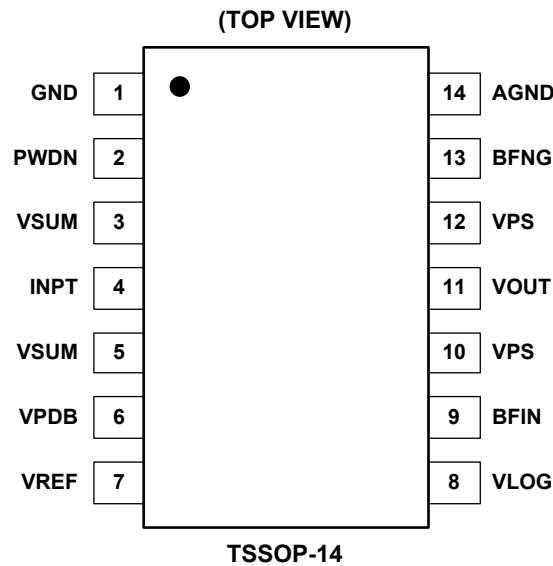 (TOP VIEW)
GND 1 14 AGND
PWDN 2 13 BFNG
VSUM 3 12 VPS
INPT 4 11 VOUT
VSUM 5 10 VPS
VPDB 6 9 BFIN
VREF 7 8 VLOG
TSSOP-14